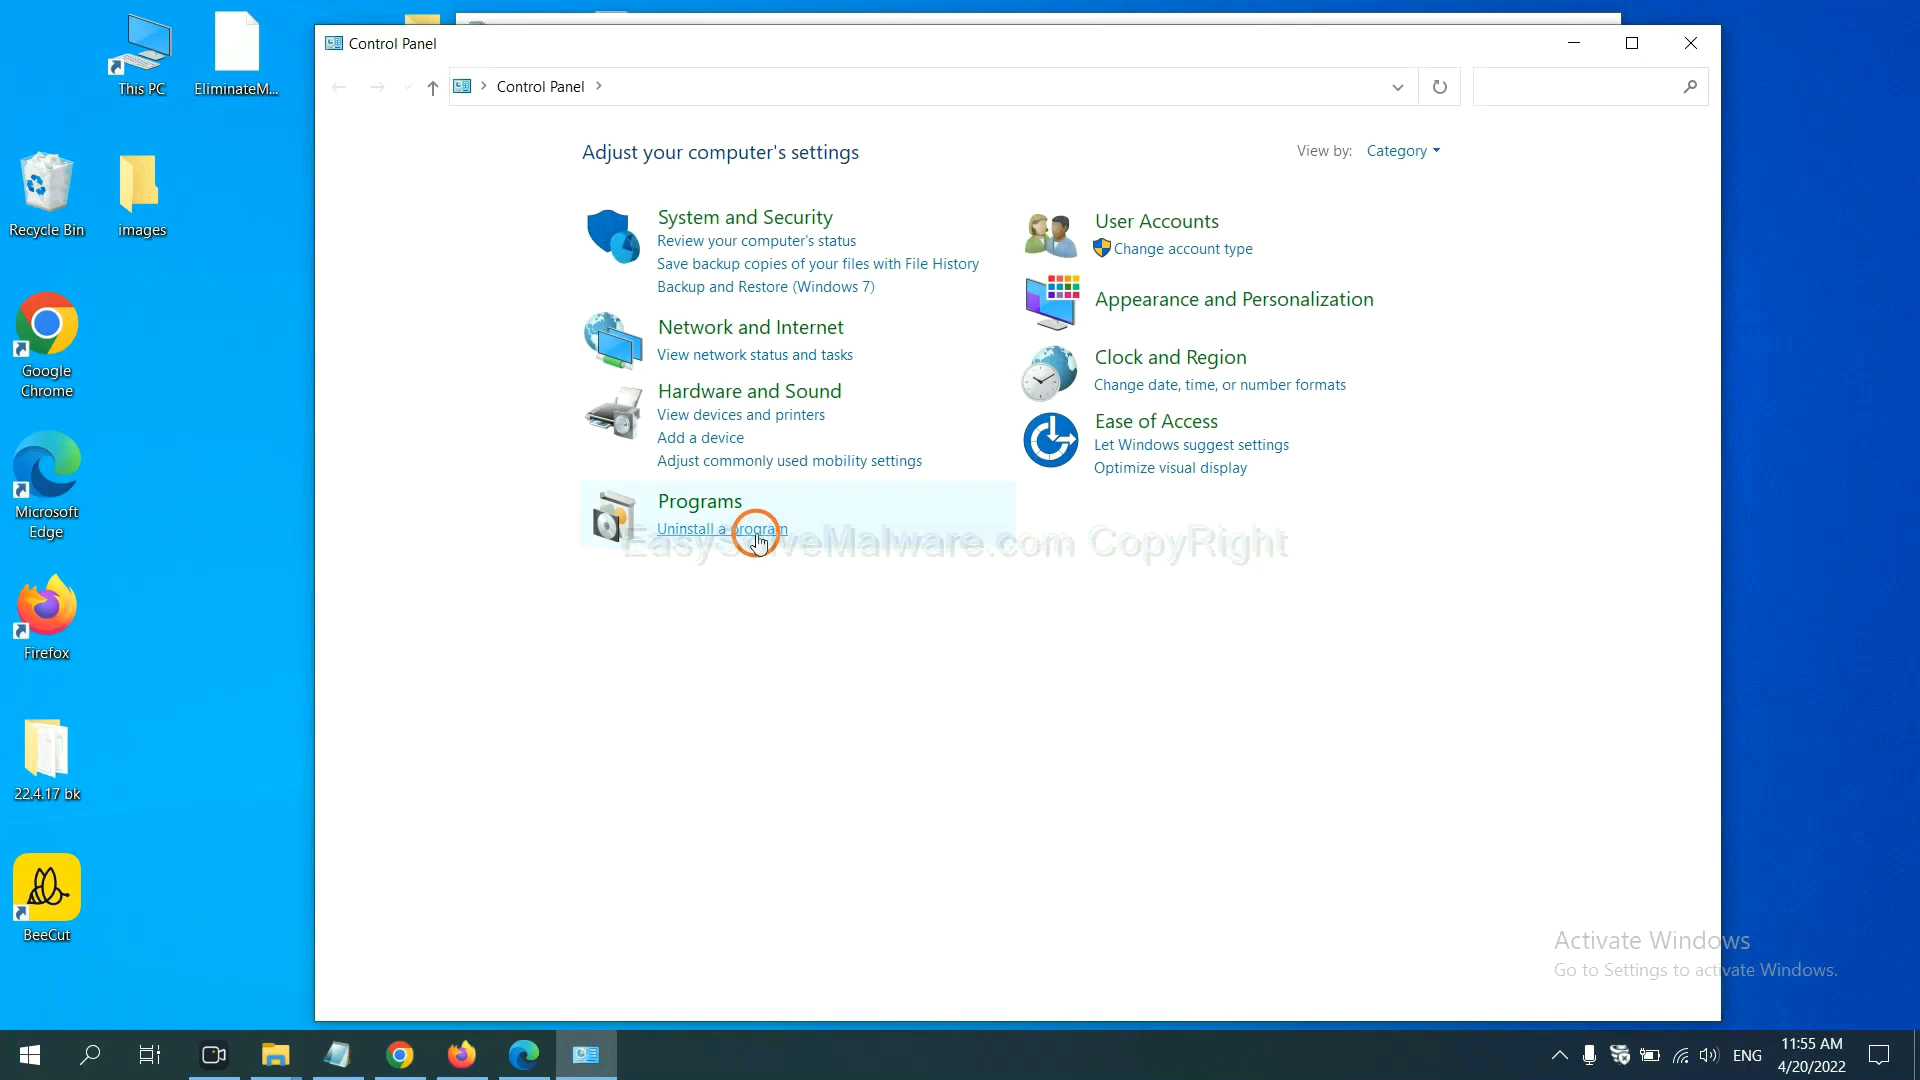 This PC
EliminateM...
Recycle Bin
images
Google
Chrome
Microsoft
Edge
Firefox
22.4.17 bk
BeeCut
Control Panel
Control Panel
Adjust your computer's settings
View by: Category
System and Security
Review your computer's status
Save backup copies of your files with File History
Backup and Restore (Windows 7)
Network and Internet
View network status and tasks
Hardware and Sound
View devices and printers
Add a device
Adjust commonly used mobility settings
Programs
Uninstall a program
User Accounts
Change account type
Appearance and Personalization
Clock and Region
Change date, time, or number formats
Ease of Access
Let Windows suggest settings
Optimize visual display
EasySolveMalware.com CopyRight
Activate Windows
Go to Settings to activate Windows.
ENG
11:55 AM
4/20/2022